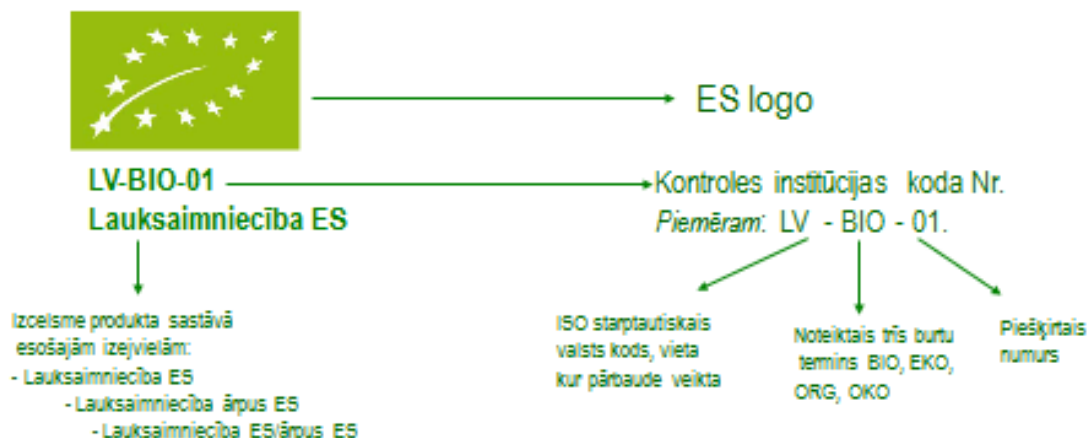 ES logo
LV-BIO-01
Lauksaimniecība ES
Kontroles institūcijas koda Nr.
Piemēram: LV - BIO - 01.
Izcelsme produkta sastāvā
esošajām izejvielām:
- Lauksaimniecība ES
- Lauksaimniecība ārpus ES
- Lauksaimniecība ES/ārpus ES
ISO starptautiskais
valsts kods, vieta
kur pārbaude veikta
Noteiktais trīs burtu
termins BIO, EKO,
ORG, OKO
Piešķirtais
numurs